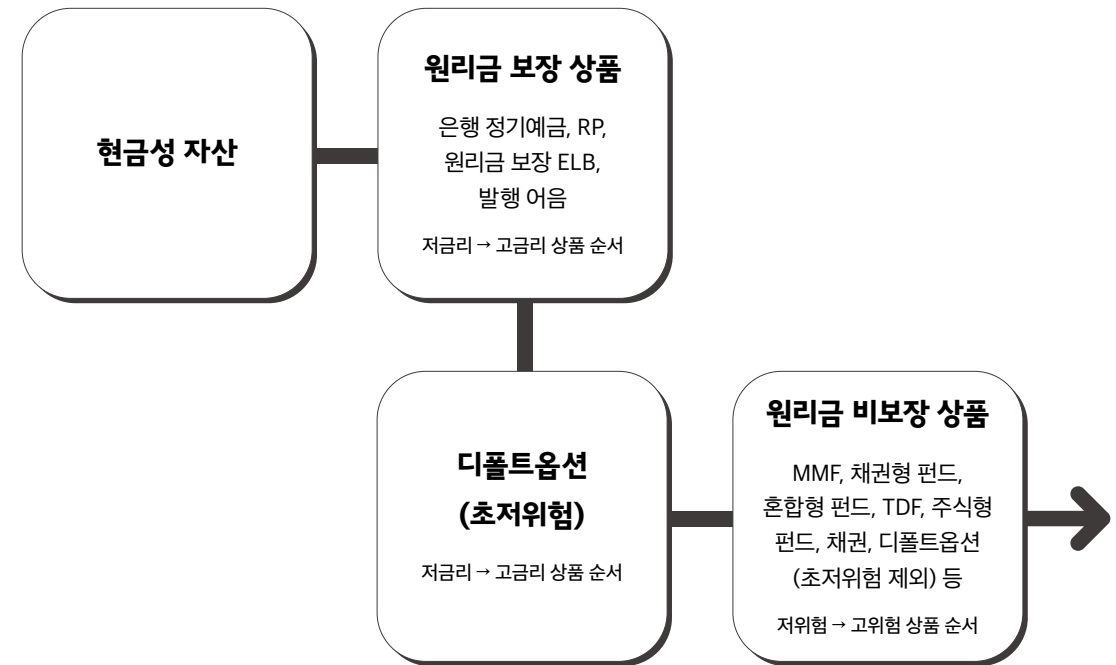 현금성 자산
원리금 보장 상품
은행 정기예금, RP,
원리금 보장 ELB,
발행 어음
저금리 → 고금리 상품 순서
디폴트옵션
(초저위험)
저금리 → 고금리 상품 순서
원리금 비보장 상품
MMF, 채권형 펀드,
혼합형 펀드, TDF, 주식형
펀드, 채권, 디폴트옵션
(초저위험 제외) 등
저위험 → 고위험 상품 순서